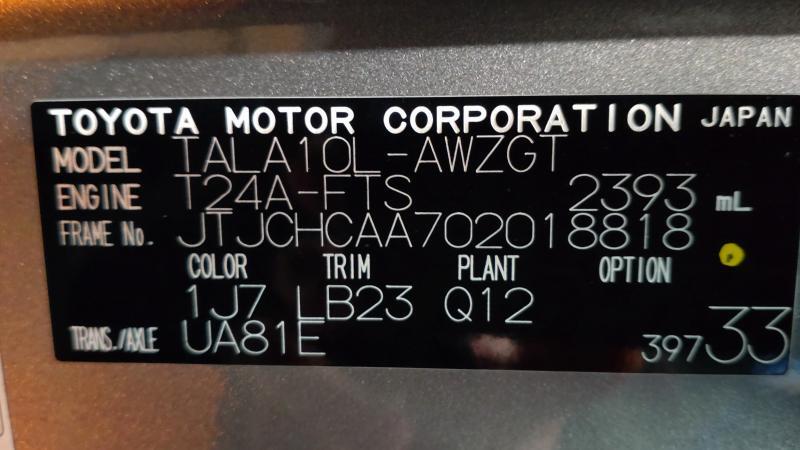 TOYOTA MOTOR CORPORATION JAPAN
MODEL TALA10L-AWZGT
ENGINE T24A-FTS 2393 mL
FRAME No. JTJCHCAA702018818
COLOR TRIM PLANT OPTION
1J7 LB23 Q12
TRANS./AXLE UA81E 39733
P